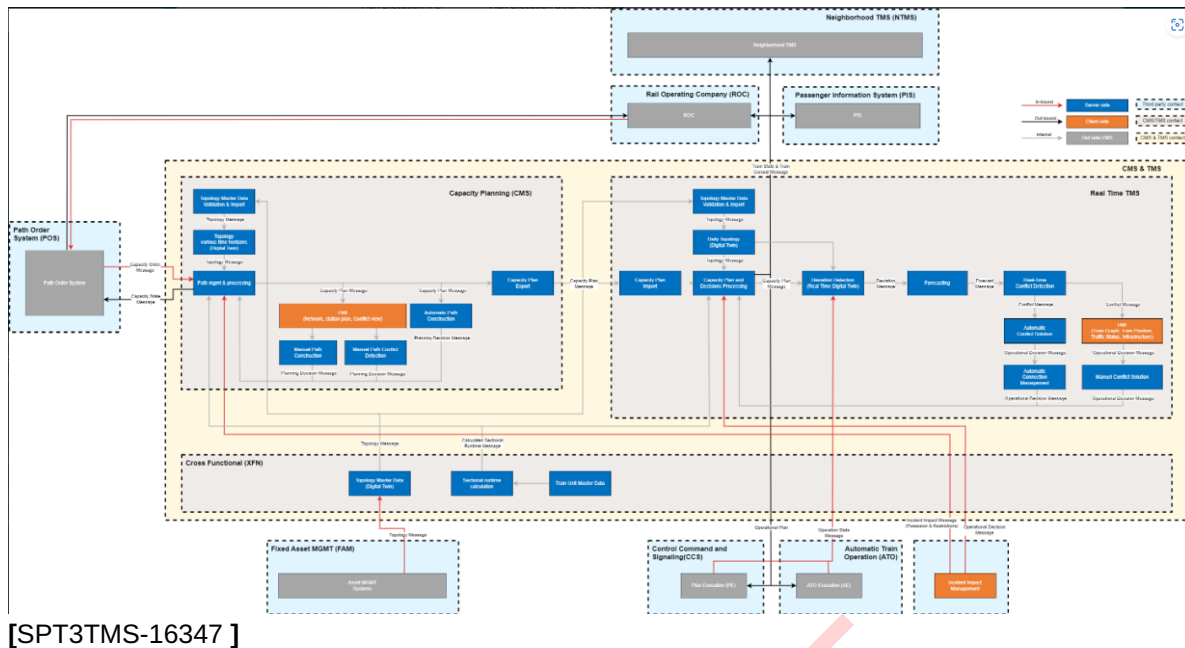 Neighborhood TMS (NTMS)
Neighborhood TMS
Rail Operating Company (ROC)
ROC
Passenger Information System (PIS)
PIS
In-bound
Out-bound
Internal
Server side
Client side
Out side CMS
Third party context
CMS/TMS context
CMS & TMS context
Train State & Train
Consist Message
CMS & TMS
Capacity Planning (CMS)
Real Time TMS
Topology Master Data
Validation & Import
Topology Message
Topology
various time horizons
(Digital Twin)
Topology Message
Path mgmt & processing
Capacity Plan Message
Capacity Plan Message
HMI
(Network, station plan, Conflict view)
Automatic Path
Construction
Planning Decision Message
Manual Path
Construction
Manual Path Conflict
Detection
Planning Decision Message
Planning Decision Message
Capacity Plan
Export
Capacity Plan
Message
Path Order
System (POS)
Path Order System
Capacity Order
Message
Capacity State
Message
Topology Master Data
Validation & Import
Topology Message
Daily Topology
(Digital Twin)
Topology Message
Capacity Plan
Import
Capacity Plan and
Decisions Processing
Capacity Plan
Message
Deviation Detection
(Real Time Digital Twin)
Deviation
Message
Forecasting
Forecast
Message
Real-time
Conflict Detection
Conflict Message
Conflict Message
Automatic
Conflict Solution
Operational Decision Message
Operational Decision Message
Automatic
Connection
Management
Manual Conflict Solution
Operational Decision Message
Operational Decision Message
Topology Message
Calculated Sectional
Runtime Message
Cross Functional (XFN)
Topology Master Data
(Digital Twin)
Sectional runtime
calculation
Train Unit Master Data
Topology Message
Operational Plan
Operation State
Message
Incident Impact Message
(Possession & Restrictions)
Operational Decision
Message
Fixed Asset MGMT (FAM)
Asset MGMT
Systems
Control Command and
Signaling(CCS)
Plan Execution (PE)
Automatic Train
Operation (ATO)
ATO Execution (AE)
Incident Impact
Management
[SPT3TMS-16347 ]